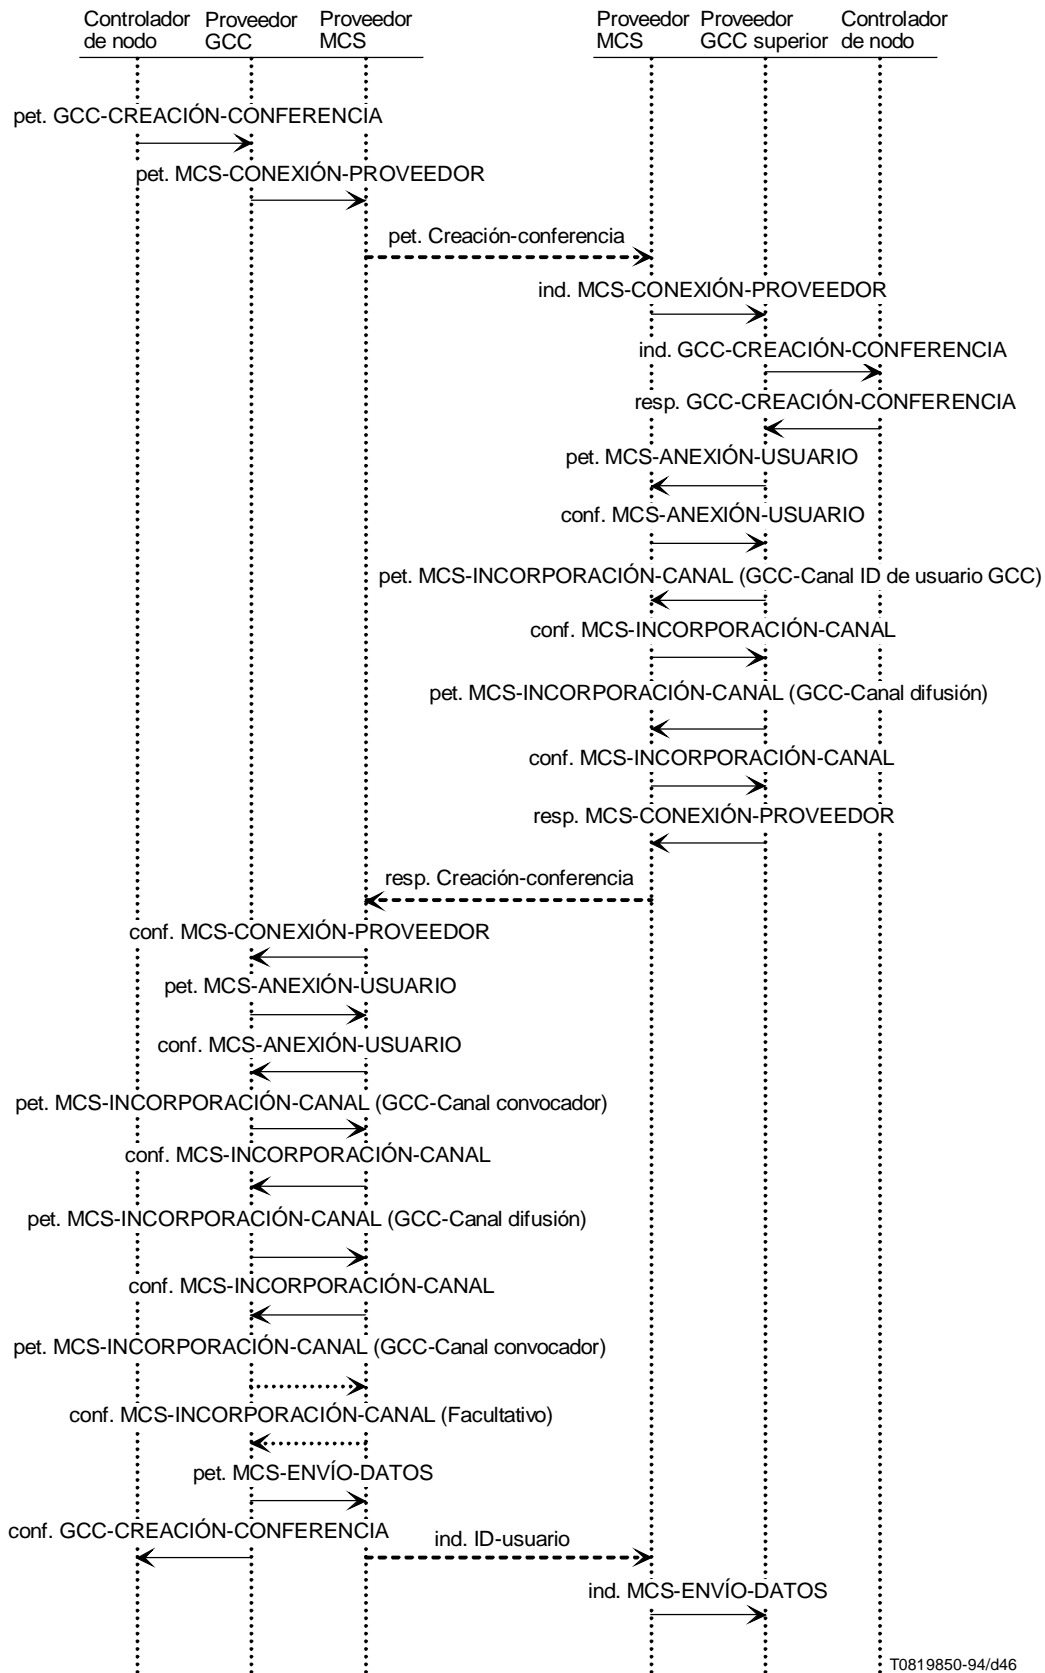 Controlador de nodo
Proveedor GCC
Proveedor MCS
Proveedor MCS
Proveedor GCC superior
Controlador de nodo
pet. GCC-CREACIÓN-CONFERENCIA
pet. MCS-CONEXIÓN-PROVEEDOR
pet. Creación-conferencia
ind. MCS-CONEXIÓN-PROVEEDOR
ind. GCC-CREACIÓN-CONFERENCIA
resp. GCC-CREACIÓN-CONFERENCIA
pet. MCS-ANEXIÓN-USUARIO
conf. MCS-ANEXIÓN-USUARIO
pet. MCS-INCORPORACIÓN-CANAL (GCC-Canal ID de usuario GCC)
conf. MCS-INCORPORACIÓN-CANAL
pet. MCS-INCORPORACIÓN-CANAL (GCC-Canal difusión)
conf. MCS-INCORPORACIÓN-CANAL
resp. MCS-CONEXIÓN-PROVEEDOR
resp. Creación-conferencia
conf. MCS-CONEXIÓN-PROVEEDOR
pet. MCS-ANEXIÓN-USUARIO
conf. MCS-ANEXIÓN-USUARIO
pet. MCS-INCORPORACIÓN-CANAL (GCC-Canal convocador)
conf. MCS-INCORPORACIÓN-CANAL
pet. MCS-INCORPORACIÓN-CANAL (GCC-Canal difusión)
conf. MCS-INCORPORACIÓN-CANAL
pet. MCS-INCORPORACIÓN-CANAL (GCC-Canal convocador)
conf. MCS-INCORPORACIÓN-CANAL (Facultativo)
pet. MCS-ENVÍO-DATOS
conf. GCC-CREACIÓN-CONFERENCIA
ind. ID-usuario
ind. MCS-ENVÍO-DATOS
T0819850-94/d46